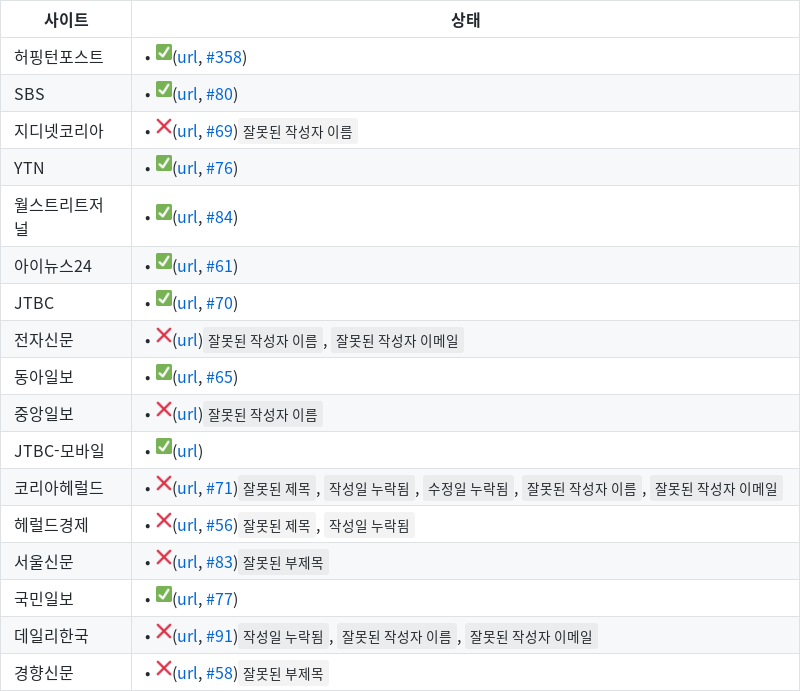 사이트 상태
허핑턴포스트 • ✅(url, #358)
SBS • ✅(url, #80)
지디넷코리아 • ❌(url, #69) 잘못된 작성자 이름
YTN • ✅(url, #76)
월스트리트저
널 • ✅(url, #84)
아이뉴스24 • ✅(url, #61)
JTBC • ✅(url, #70)
전자신문 • ❌(url) 잘못된 작성자 이름 , 잘못된 작성자 이메일
동아일보 • ✅(url, #65)
중앙일보 • ❌(url) 잘못된 작성자 이름
JTBC-모바일 • ✅(url)
코리아헤럴드 • ❌(url, #71) 잘못된 제목 , 작성일 누락됨 , 수정일 누락됨 , 잘못된 작성자 이름 , 잘못된 작성자 이메일
헤럴드경제 • ❌(url, #56) 잘못된 제목 , 작성일 누락됨
서울신문 • ❌(url, #83) 잘못된 부제목
국민일보 • ✅(url, #77)
데일리한국 • ❌(url, #91) 작성일 누락됨 , 잘못된 작성자 이름 , 잘못된 작성자 이메일
경향신문 • ❌(url, #58) 잘못된 부제목